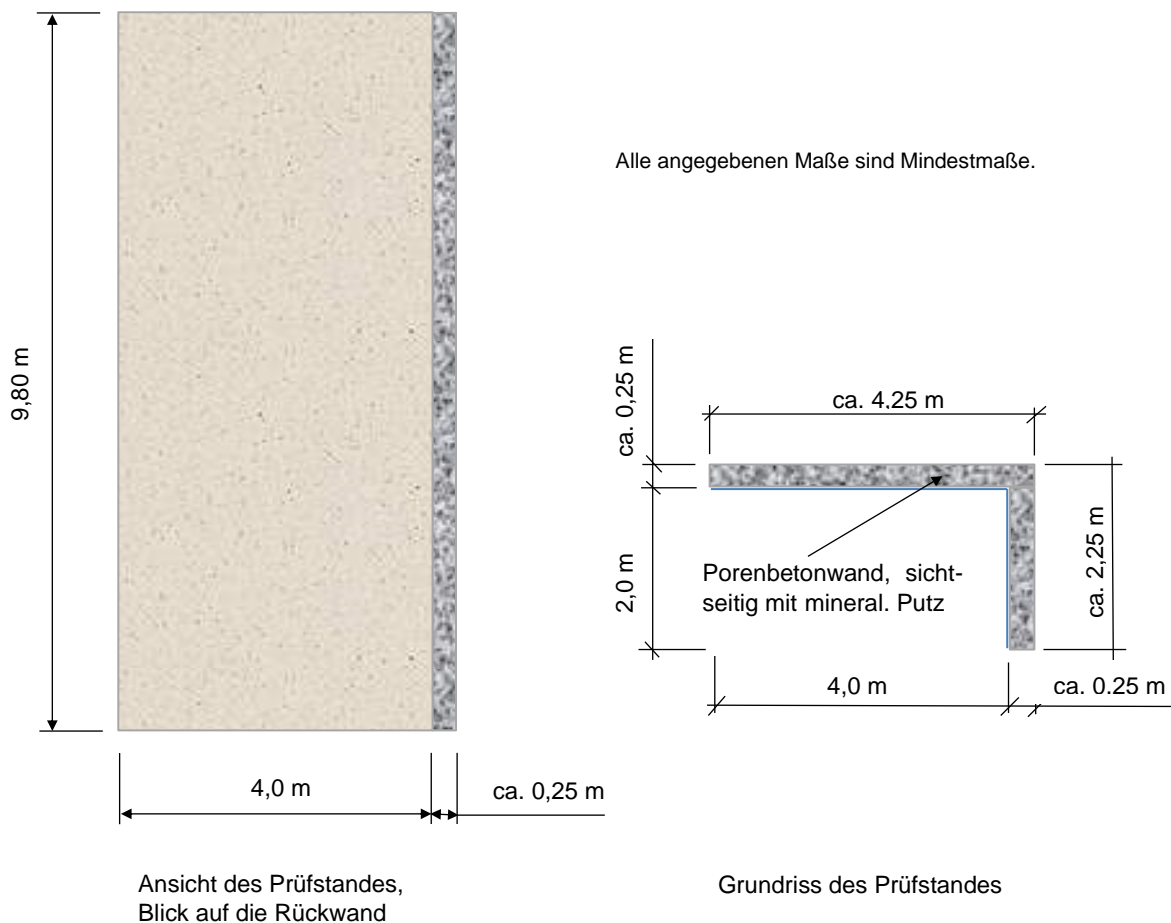 9,80 m
4,0 m
ca. 0,25 m
Ansicht des Prüfstandes,
Blick auf die Rückwand
Alle angegebenen Maße sind Mindestmaße.
ca. 0,25 m
ca. 4,25 m
2,0 m
Porenbetonwand, sicht-
seitig mit mineral. Putz
ca. 2,25 m
4,0 m
ca. 0.25 m
Grundriss des Prüfstandes